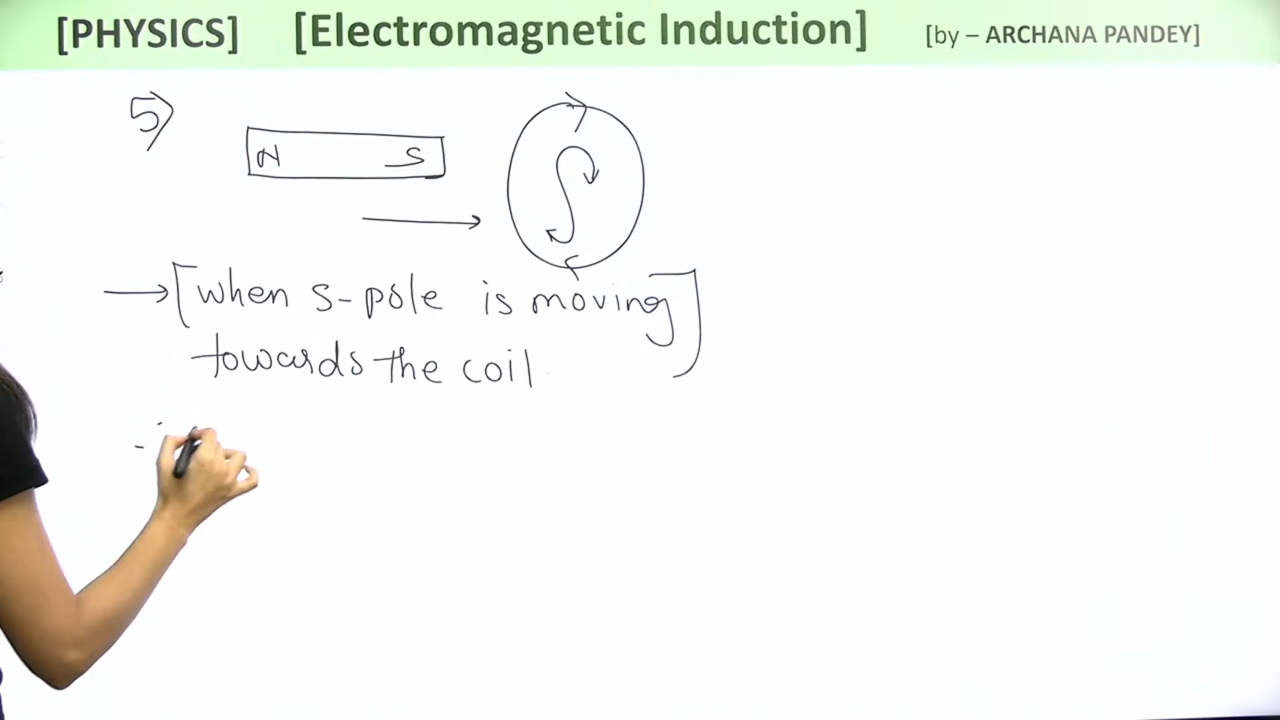 [PHYSICS] [Electromagnetic Induction] [by – ARCHANA PANDEY]
5)
N S
S
→ [when s-pole is moving
towards the coil]